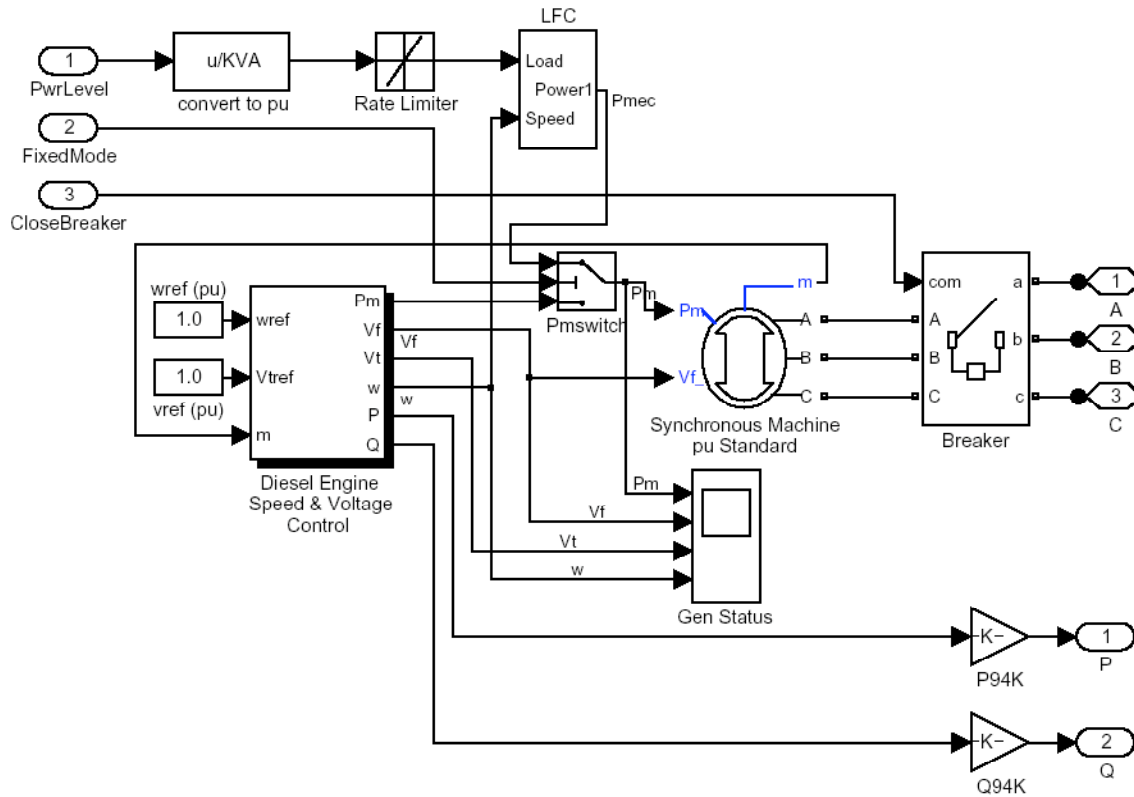 LFC
1
PwrLevel
u/KVA
convert to pu
Rate Limiter
Load
Power1
Speed
Pmec
2
FixedMode
3
CloseBreaker
wref (pu)
1.0
1.0
vref (pu)
wref
Vtref
m
Pm
Vf
Vt
w
P
Q
Vf
w
Diesel Engine
Speed & Voltage
Control
Pmswitch
Pm
Pm
Vf_
m
A
B
C
Synchronous Machine
pu Standard
com
A
B
C
a
b
c
Breaker
1
A
2
B
3
C
Pm
Vf
Vt
w
Gen Status
-K-
P94K
1
P
-K-
Q94K
2
Q